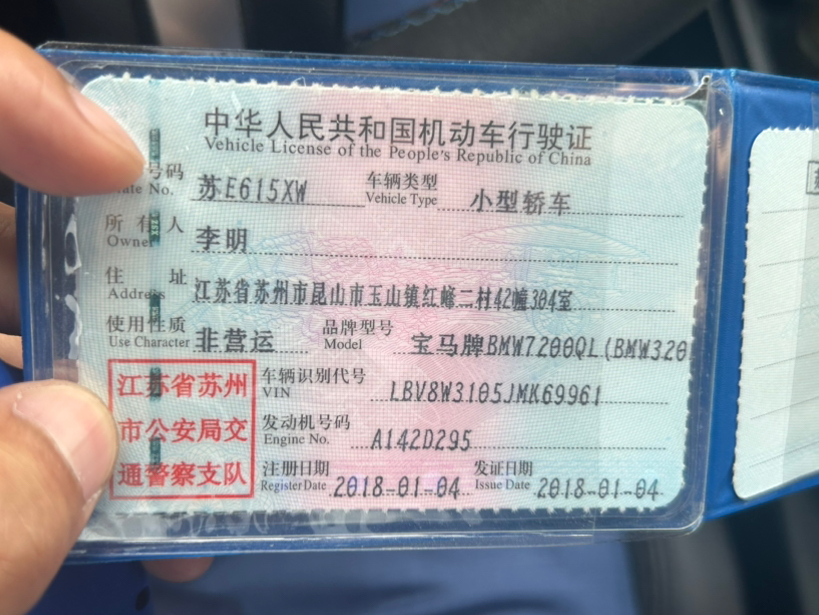 中华人民共和国机动车行驶证
Vehicle License of the People's Republic of China
号码 苏E615XW 车辆类型 小型轿车
Plate No. Vehicle Type
所有人 李明
Owner
住址 江苏省苏州市昆山市玉山镇红峰二村42幢304室
Address
使用性质 非营运 品牌型号 宝马牌BMW7200QL(BMW320
Use Character Model
江苏省苏州
市公安局交
通警察支队
车辆识别代号 LBV8W3105JMK69961
VIN
发动机号码 A142D295
Engine No.
注册日期 2018-01-04 发证日期 2018-01-04
Register Date Issue Date